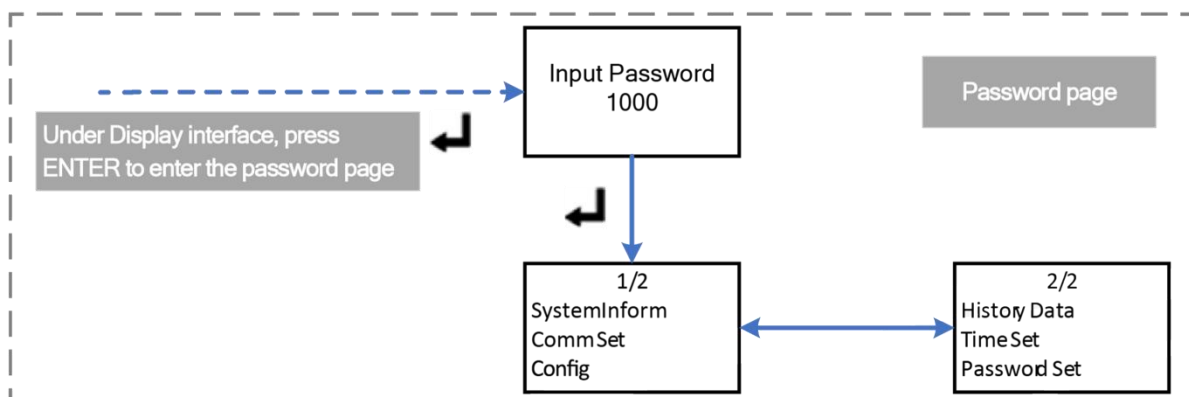 Input Password
1000
Password page
Under Display interface, press
ENTER to enter the password page
1/2
SystemInform
Comm Set
Config
2/2
History Data
Time Set
Password Set